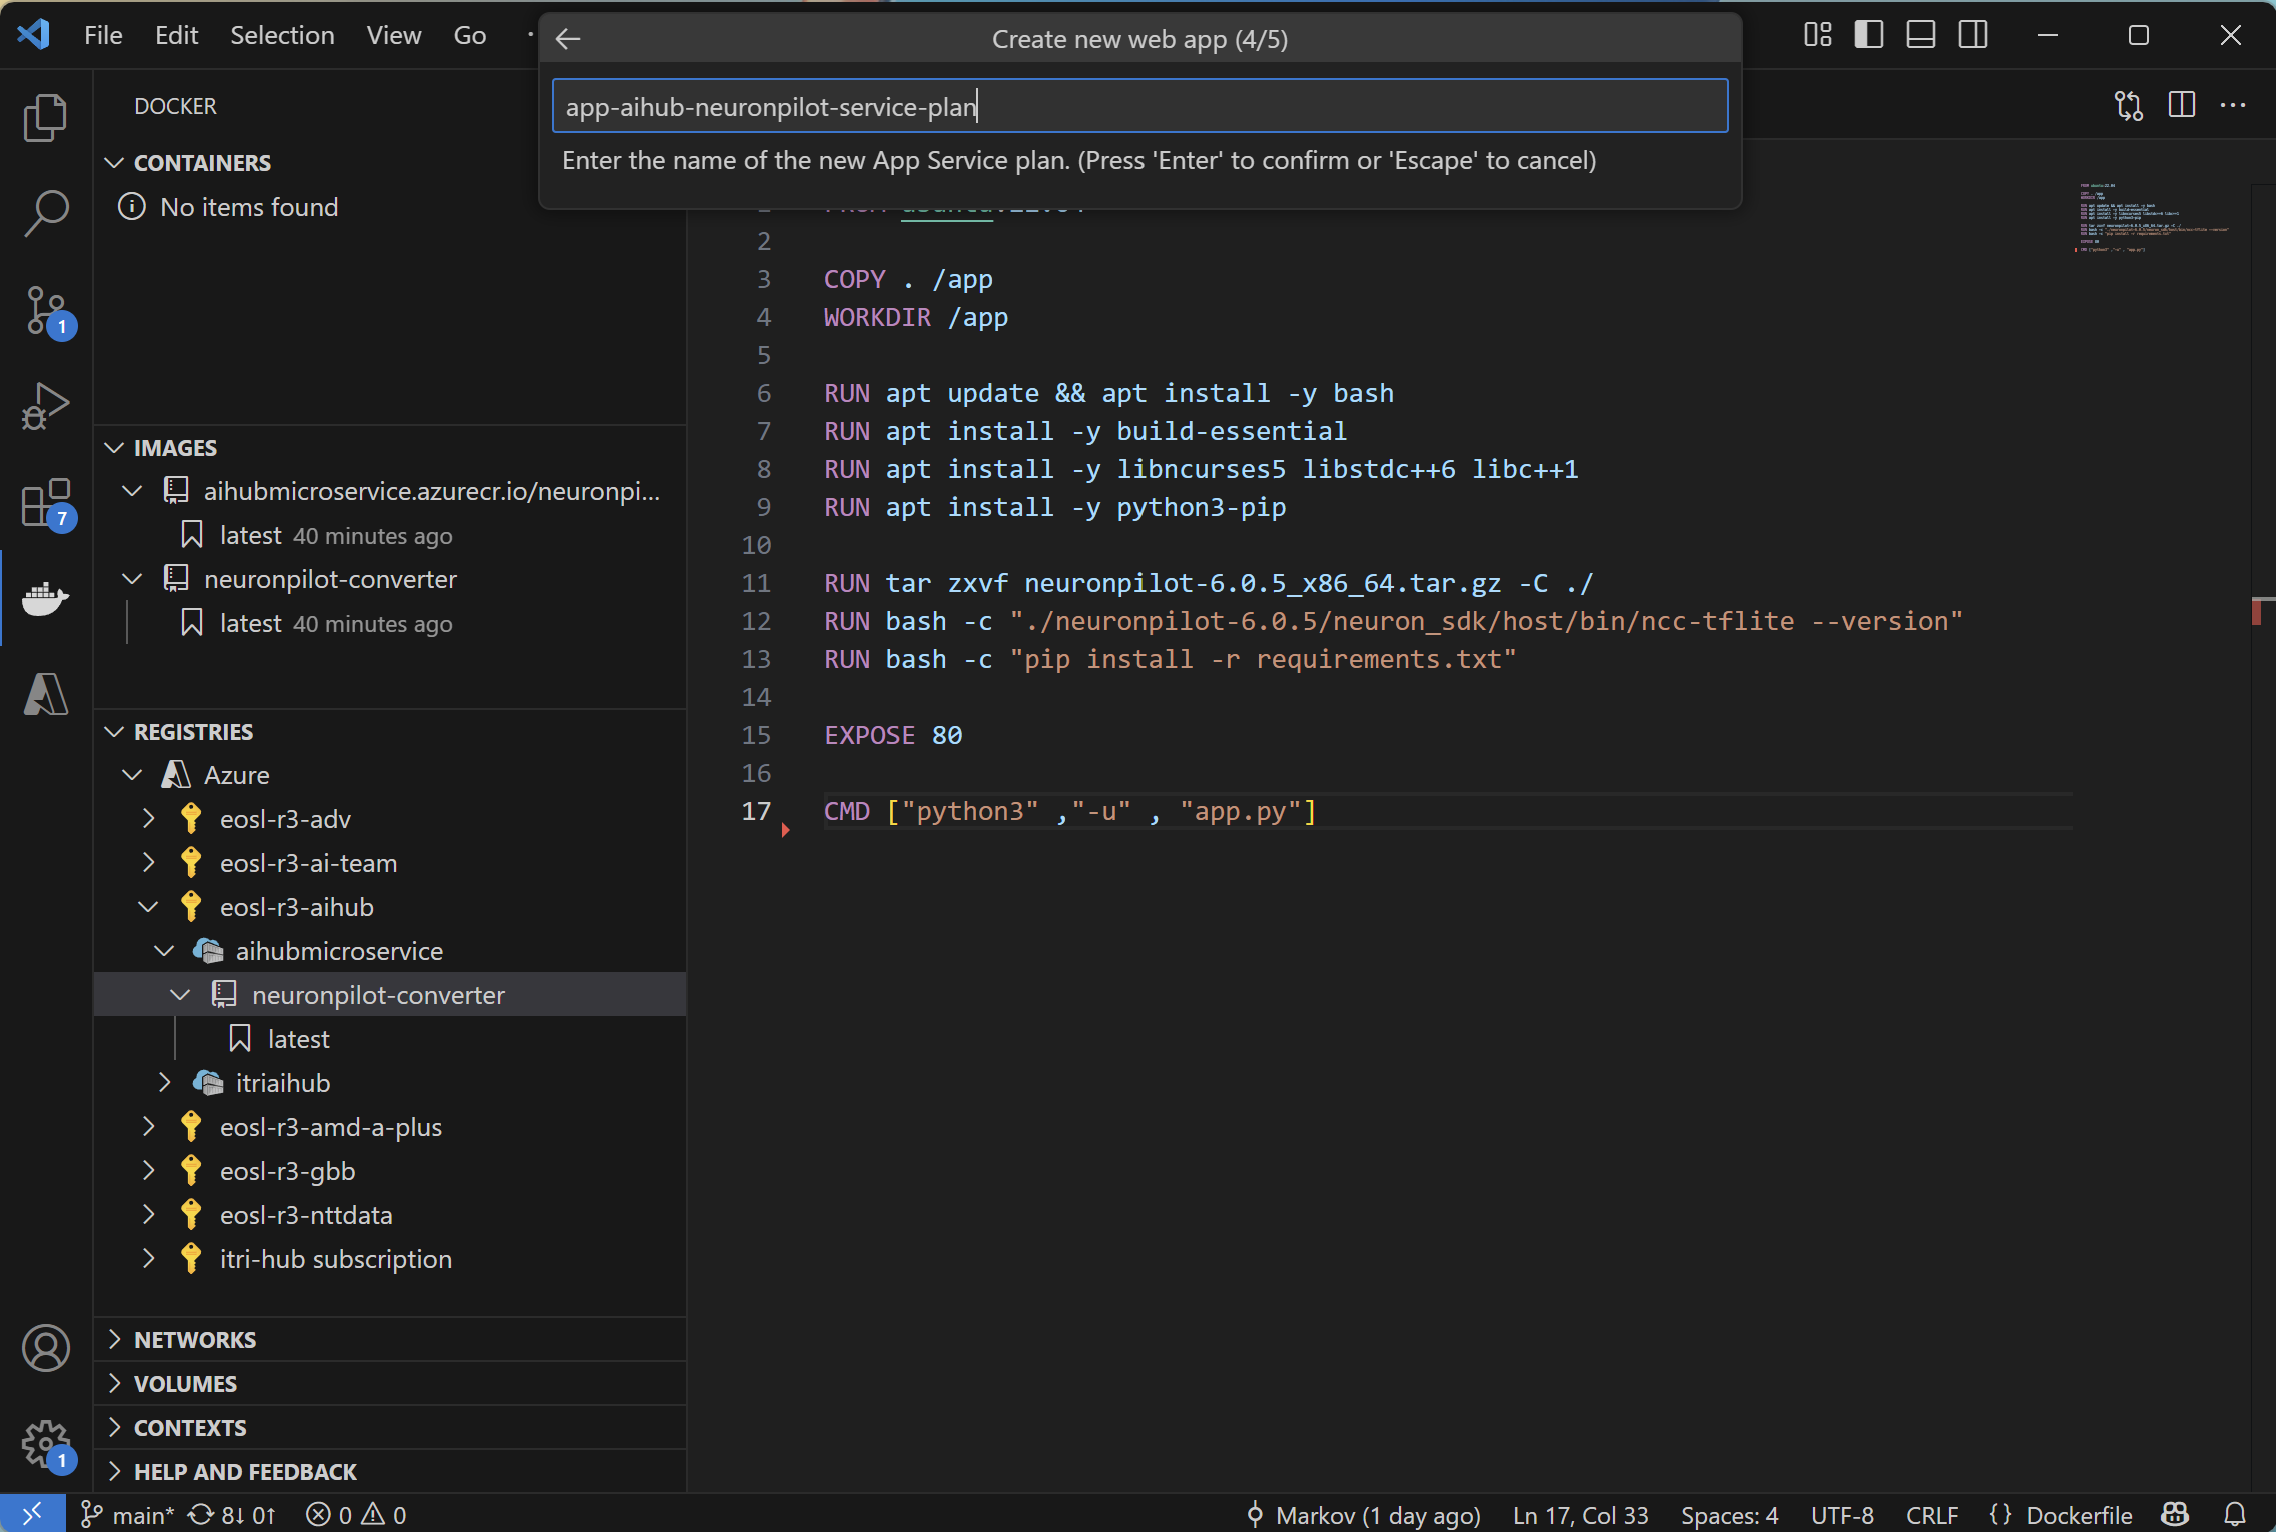 File Edit Selection View Go
Create new web app (4/5)
app-aihub-neuronpilot-service-plan
Enter the name of the new App Service plan. (Press 'Enter' to confirm or 'Escape' to cancel)
DOCKER
CONTAINERS
No items found
IMAGES
aihubmicroservice.azurecr.io/neuronpi...
latest 40 minutes ago
neuronpilot-converter
latest 40 minutes ago
REGISTRIES
Azure
eosl-r3-adv
eosl-r3-ai-team
eosl-r3-aihub
aihubmicroservice
neuronpilot-converter
latest
itriaihub
eosl-r3-amd-a-plus
eosl-r3-gbb
eosl-r3-nttdata
itri-hub subscription
NETWORKS
VOLUMES
CONTEXTS
HELP AND FEEDBACK
1
7
1
2
3 COPY . /app
4 WORKDIR /app
5
6 RUN apt update && apt install -y bash
7 RUN apt install -y build-essential
8 RUN apt install -y libncurses5 libstdc++6 libc++1
9 RUN apt install -y python3-pip
10
11 RUN tar zxvf neuronpilot-6.0.5_x86_64.tar.gz -C ./
12 RUN bash -c "./neuronpilot-6.0.5/neuron_sdk/host/bin/ncc-tflite --version"
13 RUN bash -c "pip install -r requirements.txt"
14
15 EXPOSE 80
16
17 CMD ["python3" ,"-u" , "app.py"]
main* 8↓ 0↑ 0 0 Markov (1 day ago) Ln 17, Col 33 Spaces: 4 UTF-8 CRLF {} Dockerfile